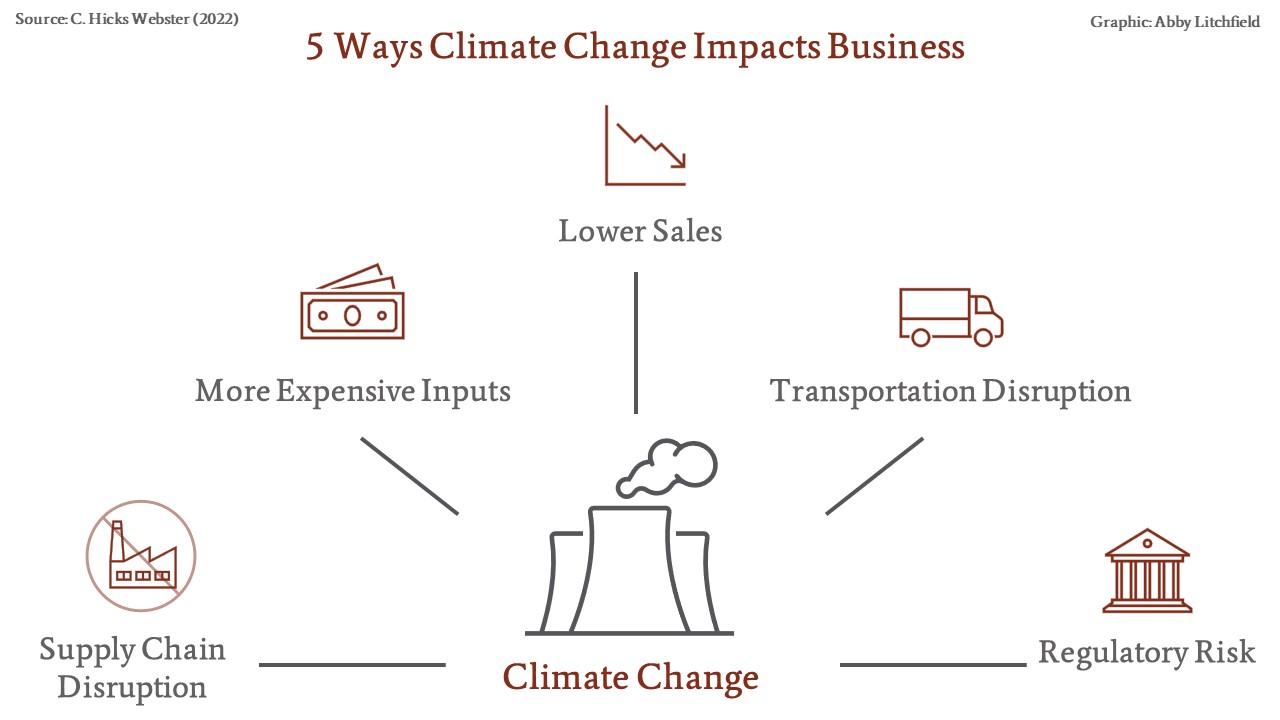 Source: C. Hicks Webster (2022)
Graphic: Abby Litchfield
5 Ways Climate Change Impacts Business
Lower Sales
More Expensive Inputs
Transportation Disruption
Supply Chain
Disruption
Climate Change
Regulatory Risk